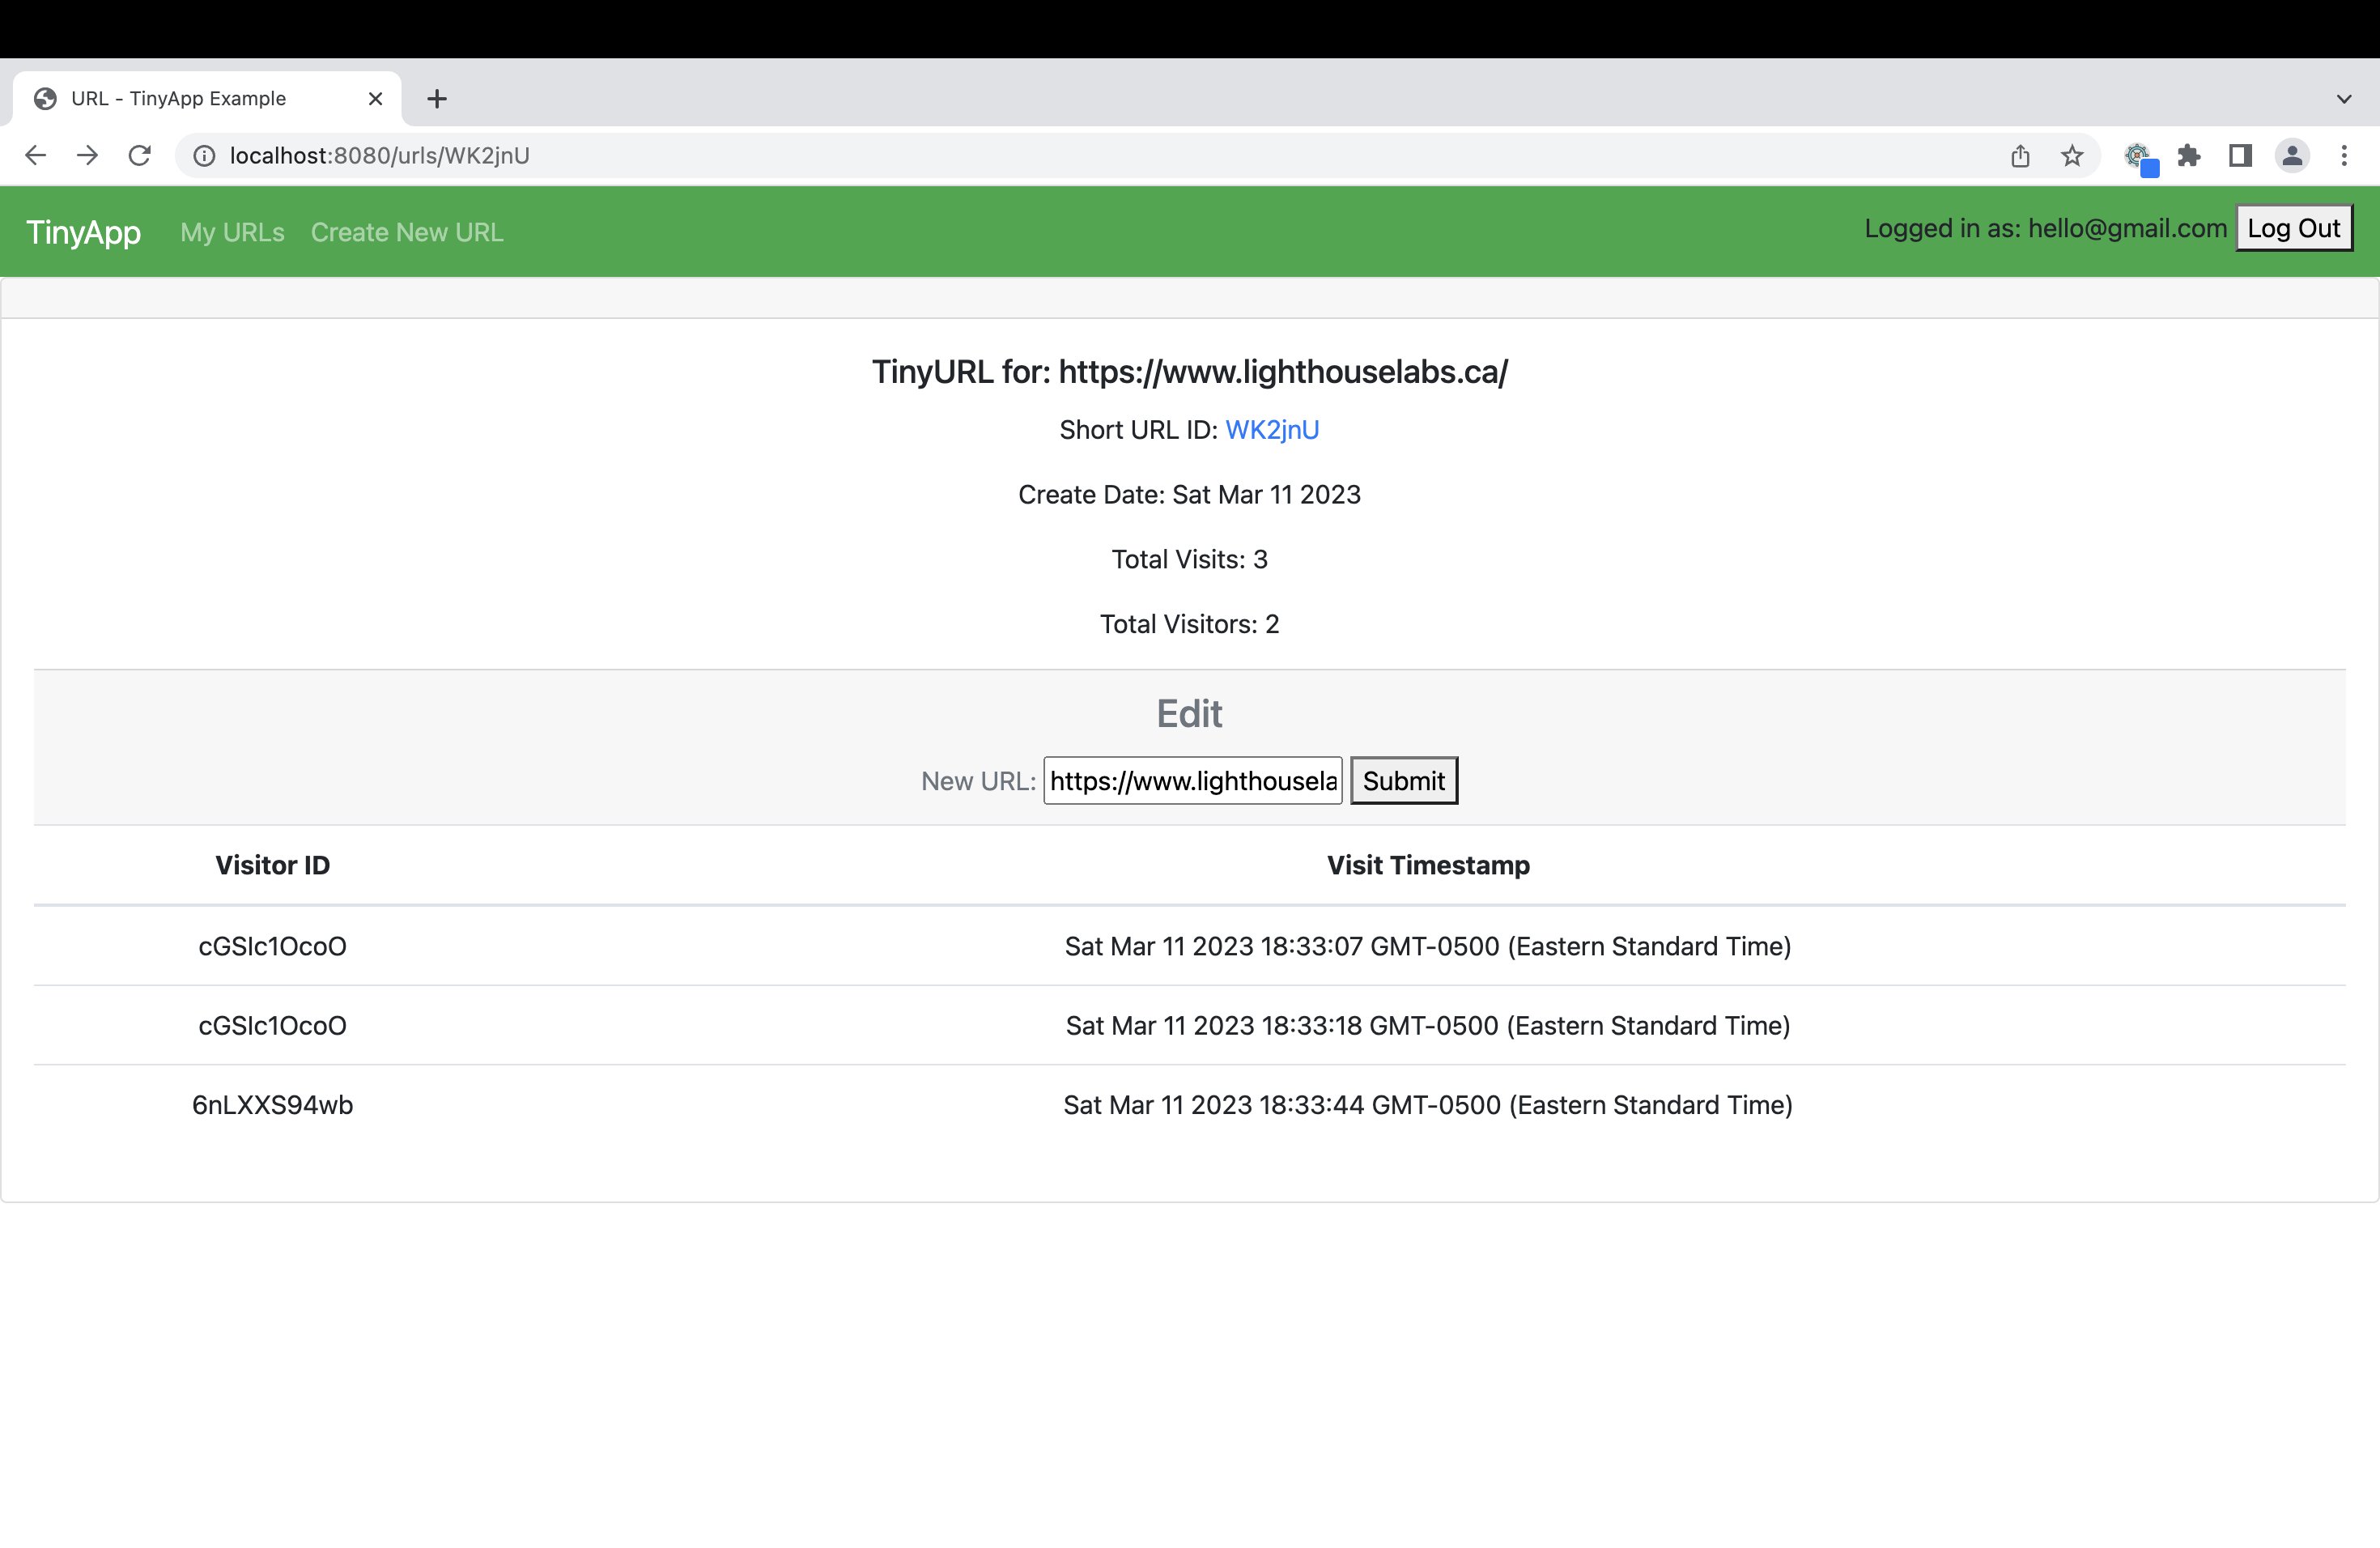 URL - TinyApp Example
localhost:8080/urls/WK2jnU
TinyApp My URLs Create New URL Logged in as: hello@gmail.com Log Out
TinyURL for: https://www.lighthouselabs.ca/
Short URL ID: WK2jnU
Create Date: Sat Mar 11 2023
Total Visits: 3
Total Visitors: 2
Edit
New URL: https://www.lighthousela Submit
Visitor ID Visit Timestamp
cGSIc1OcoO Sat Mar 11 2023 18:33:07 GMT-0500 (Eastern Standard Time)
cGSIc1OcoO Sat Mar 11 2023 18:33:18 GMT-0500 (Eastern Standard Time)
6nLXXS94wb Sat Mar 11 2023 18:33:44 GMT-0500 (Eastern Standard Time)